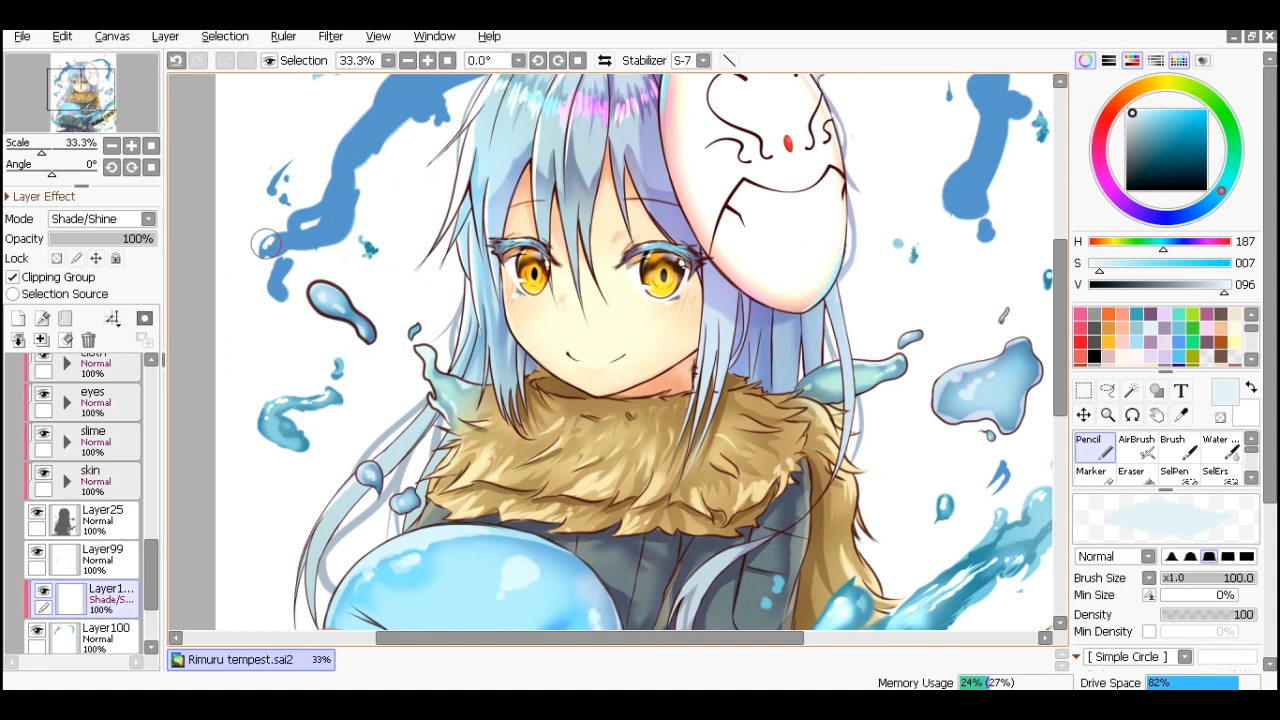 File Edit Canvas Layer Selection Ruler Filter View Window Help
Selection 33.3% 0.0° Stabilizer S-7
Scale 33.3%
Angle 0°
Layer Effect
Mode Shade/Shine
Opacity 100%
Lock
Clipping Group
Selection Source
Normal
100%
eyes
Normal
100%
slime
Normal
100%
skin
Normal
100%
Layer25
Normal
100%
Layer99
Normal
100%
Layer1...
Shade/S...
100%
Layer100
Normal
100%
Rimuru tempest.sai2 33%
H 187
S 007
V 096
T
Pencil AirBrush Brush Water ...
Marker Eraser SelPen SelErs
Normal
Brush Size x1.0 100.0
Min Size 0%
Density 100
Min Density 0%
[ Simple Circle ]
Memory Usage 24% (27%) Drive Space 82%